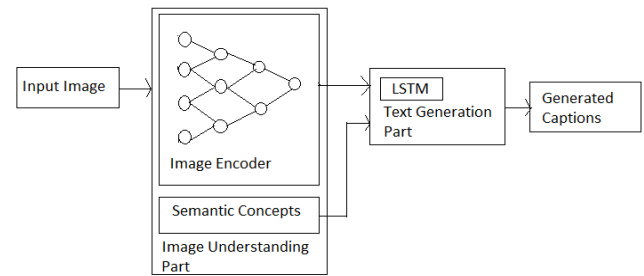 Input Image
Image Encoder
Semantic Concepts
Image Understanding
Part
LSTM
Text Generation
Part
Generated
Captions